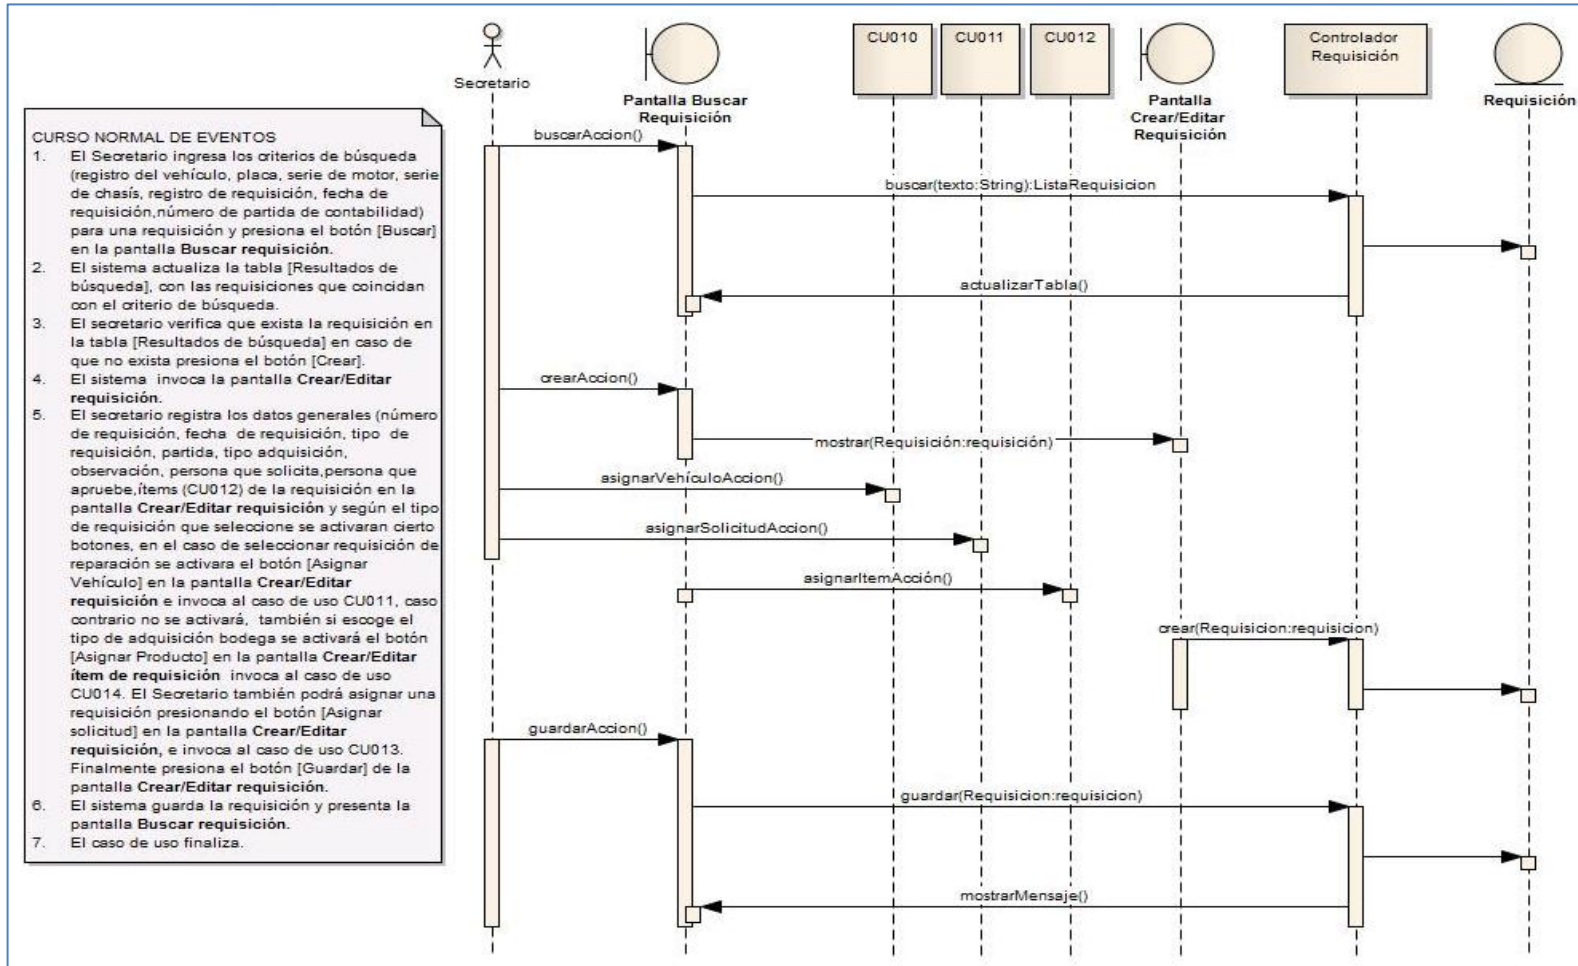 Secretario
Pantalla Buscar
Requisición
CU010
CU011
CU012
Pantalla
Crear/Editar
Requisición
Controlador
Requisición
Requisición
CURSO NORMAL DE EVENTOS
1. El Secretario ingresa los criterios de búsqueda
(registro del vehículo, placa, serie de motor, serie
de chasís, registro de requisición, fecha de
requisición,número de partida de contabilidad)
para una requisición y presiona el botón [Buscar]
en la pantalla Buscar requisición.
2. El sistema actualiza la tabla [Resultados de
búsqueda], con las requisiciones que coincidan
con el criterio de búsqueda.
3. El secretario verifica que exista la requisición en
la tabla [Resultados de búsqueda] en caso de
que no exista presiona el botón [Crear].
4. El sistema invoca la pantalla Crear/Editar
requisición.
5. El secretario registra los datos generales (número
de requisición, fecha de requisición, tipo de
requisición, partida, tipo adquisición,
observación, persona que solicita,persona que
apruebe,ítems (CU012) de la requisición en la
pantalla Crear/Editar requisición y según el tipo
de requisición que seleccione se activaran cierto
botones, en el caso de seleccionar requisición de
reparación se activara el botón [Asignar
Vehículo] en la pantalla Crear/Editar
requisición e invoca al caso de uso CU011, caso
contrario no se activará, también si escoge el
tipo de adquisición bodega se activará el botón
[Asignar Producto] en la pantalla Crear/Editar
ítem de requisición invoca al caso de uso
CU014. El Secretario también podrá asignar una
requisición presionando el botón [Asignar
solicitud] en la pantalla Crear/Editar
requisición, e invoca al caso de uso CU013.
Finalmente presiona el botón [Guardar] de la
pantalla Crear/Editar requisición.
6. El sistema guarda la requisición y presenta la
pantalla Buscar requisición.
7. El caso de uso finaliza.
buscarAccion()
buscar(texto:String):ListaRequisicion
actualizarTabla()
crearAccion()
mostrar(Requisición:requisición)
asignarVehículoAccion()
asignarSolicitudAccion()
asignarItemAcción()
crear(Requisicion:requisicion)
guardarAccion()
guardar(Requisicion:requisicion)
mostrarMensaje()